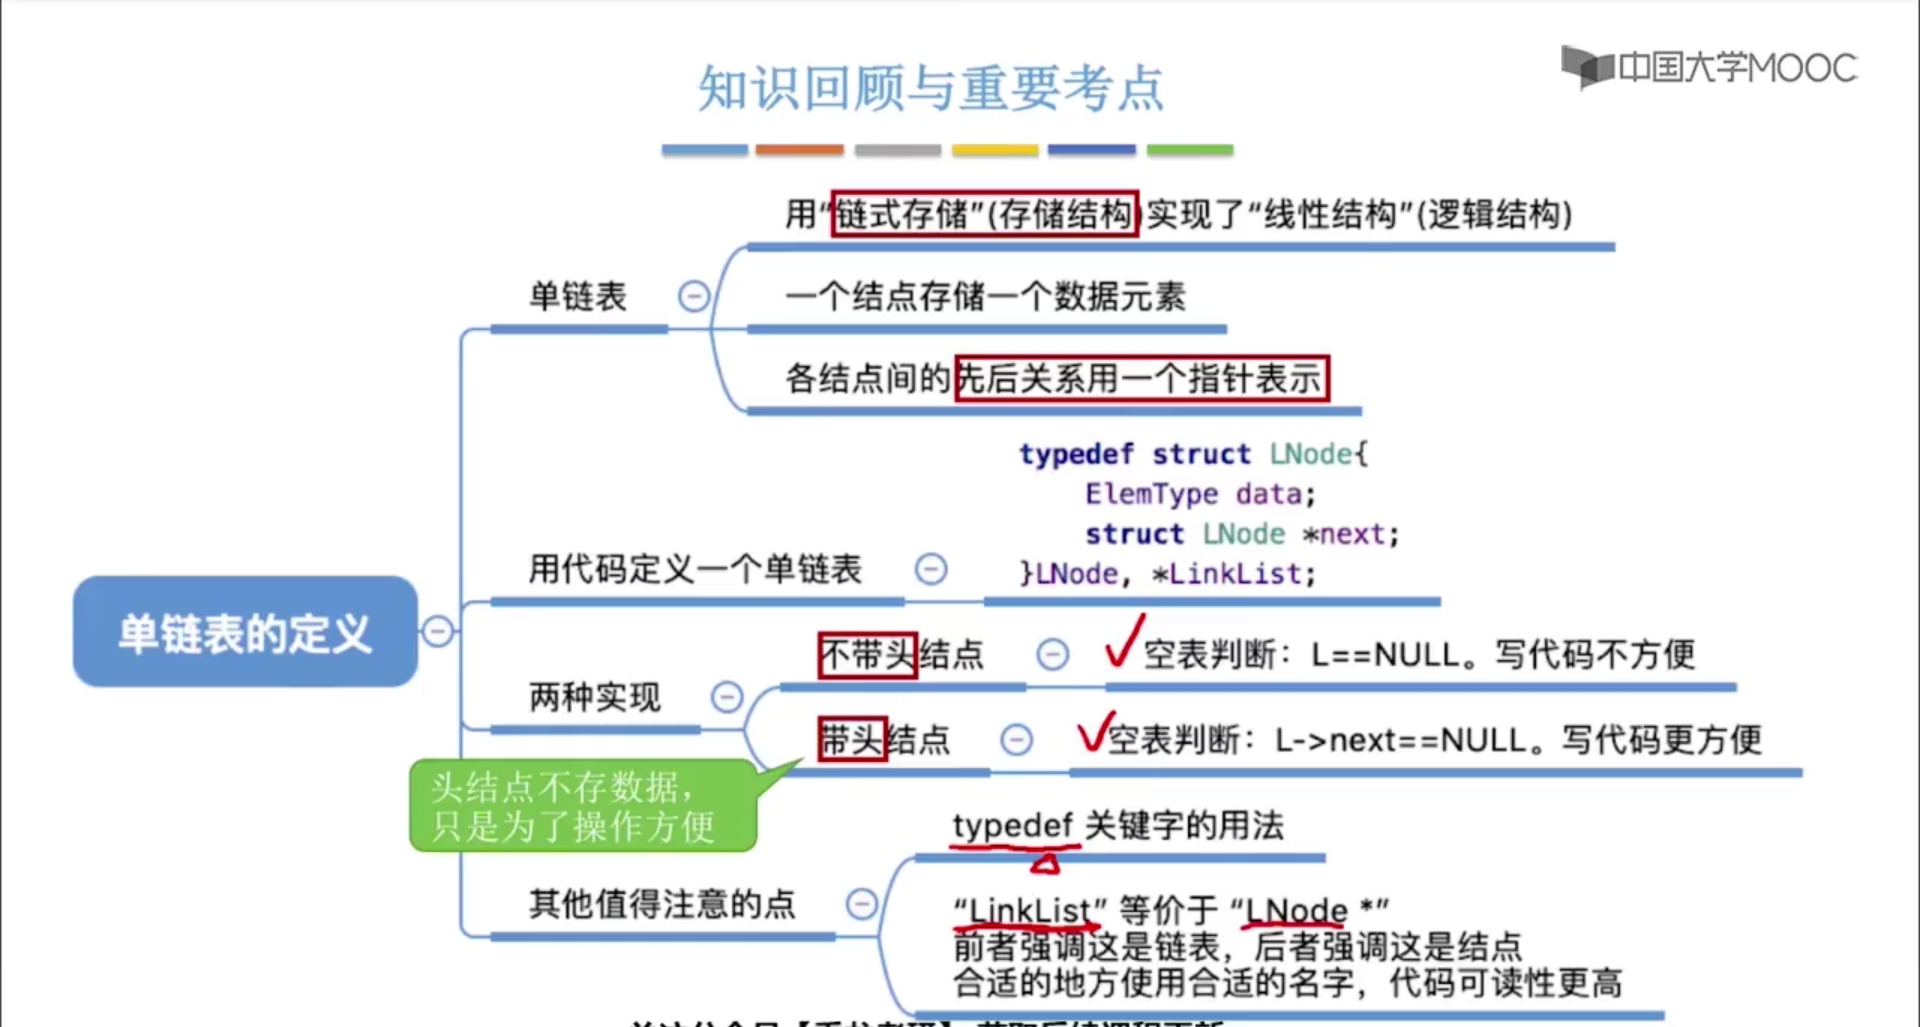 知识回顾与重要考点
中国大学MOOC
用“链式存储”(存储结构)实现了“线性结构”(逻辑结构)
单链表
一个结点存储一个数据元素
各结点间的先后关系用一个指针表示
typedef struct LNode{
ElemType data;
struct LNode *next;
}LNode, *LinkList;
用代码定义一个单链表
单链表的定义
不带头结点
空表判断：L==NULL。写代码不方便
两种实现
带头结点
空表判断：L->next==NULL。写代码更方便
头结点不存数据，
只是为了操作方便
typedef 关键字的用法
其他值得注意的点
“LinkList” 等价于 “LNode *”
前者强调这是链表，后者强调这是结点
合适的地方使用合适的名字，代码可读性更高